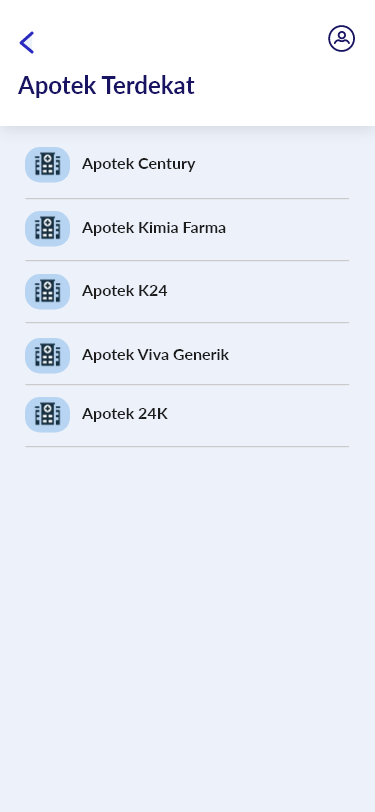 Apotek Terdekat
Apotek Century
Apotek Kimia Farma
Apotek K24
Apotek Viva Generik
Apotek 24K